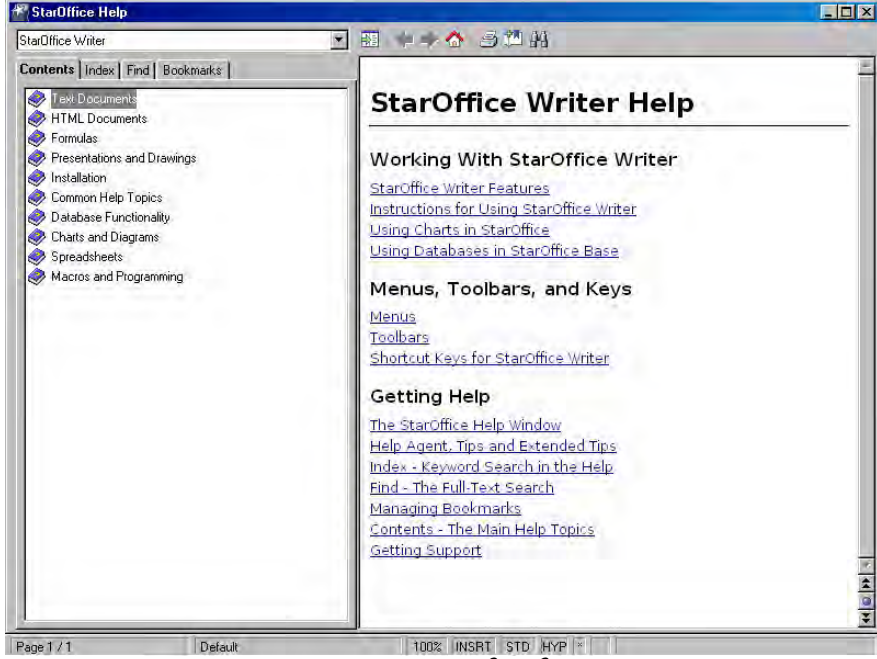 StarOffice Help
StarOffice Writer
Contents Index Find Bookmarks
Text Documents
HTML Documents
Formulas
Presentations and Drawings
Installation
Common Help Topics
Database Functionality
Charts and Diagrams
Spreadsheets
Macros and Programming
StarOffice Writer Help
Working With StarOffice Writer
StarOffice Writer Features
Instructions for Using StarOffice Writer
Using Charts in StarOffice
Using Databases in StarOffice Base
Menus, Toolbars, and Keys
Menus
Toolbars
Shortcut Keys for StarOffice Writer
Getting Help
The StarOffice Help Window
Help Agent, Tips and Extended Tips
Index - Keyword Search in the Help
Find - The Full-Text Search
Managing Bookmarks
Contents - The Main Help Topics
Getting Support
Page 1 / 1 Default 100% INSRT STD HYP *